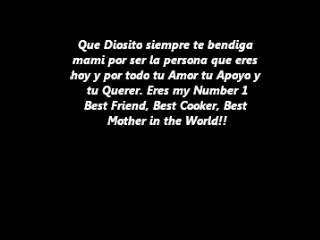 Que Diosito siempre te bendiga
mami por ser la persona que eres
hoy y por todo tu Amor tu Apoyo y
tu Querer. Eres my Number 1
Best Friend, Best Cooker, Best
Mother in the World!!